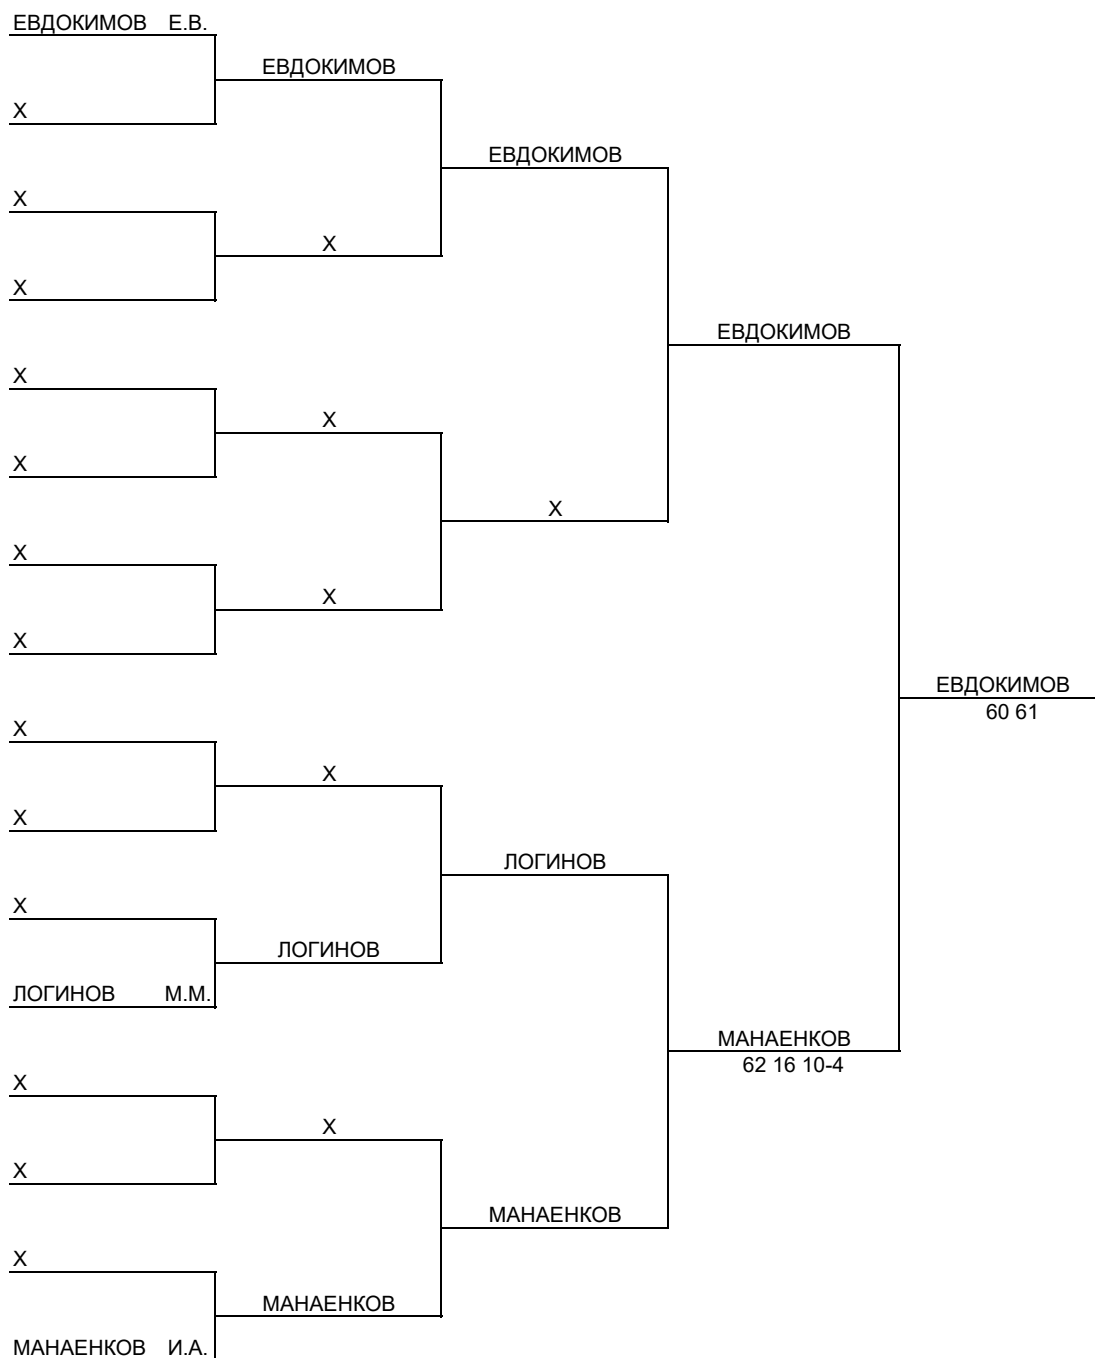 ЕВДОКИМОВ Е.В.
ЕВДОКИМОВ
X
ЕВДОКИМОВ
X
X
X
ЕВДОКИМОВ
X
X
X
X
X
X
X
ЕВДОКИМОВ
60 61
X
X
X
ЛОГИНОВ
X
ЛОГИНОВ
ЛОГИНОВ М.М.
МАНАЕНКОВ
62 16 10-4
X
X
X
МАНАЕНКОВ
X
МАНАЕНКОВ
МАНАЕНКОВ И.А.